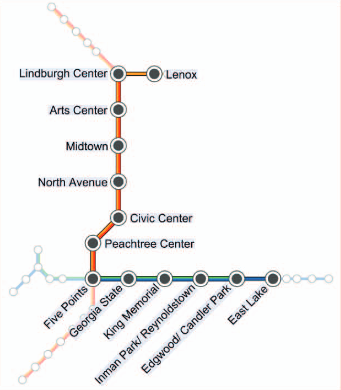 Lindburgh Center
Lenox
Arts Center
Midtown
North Avenue
Civic Center
Peachtree Center
Five Points
Georgia State
King Memorial
Inman Park/ Reynoldstown
Edgwood/ Candler Park
East Lake